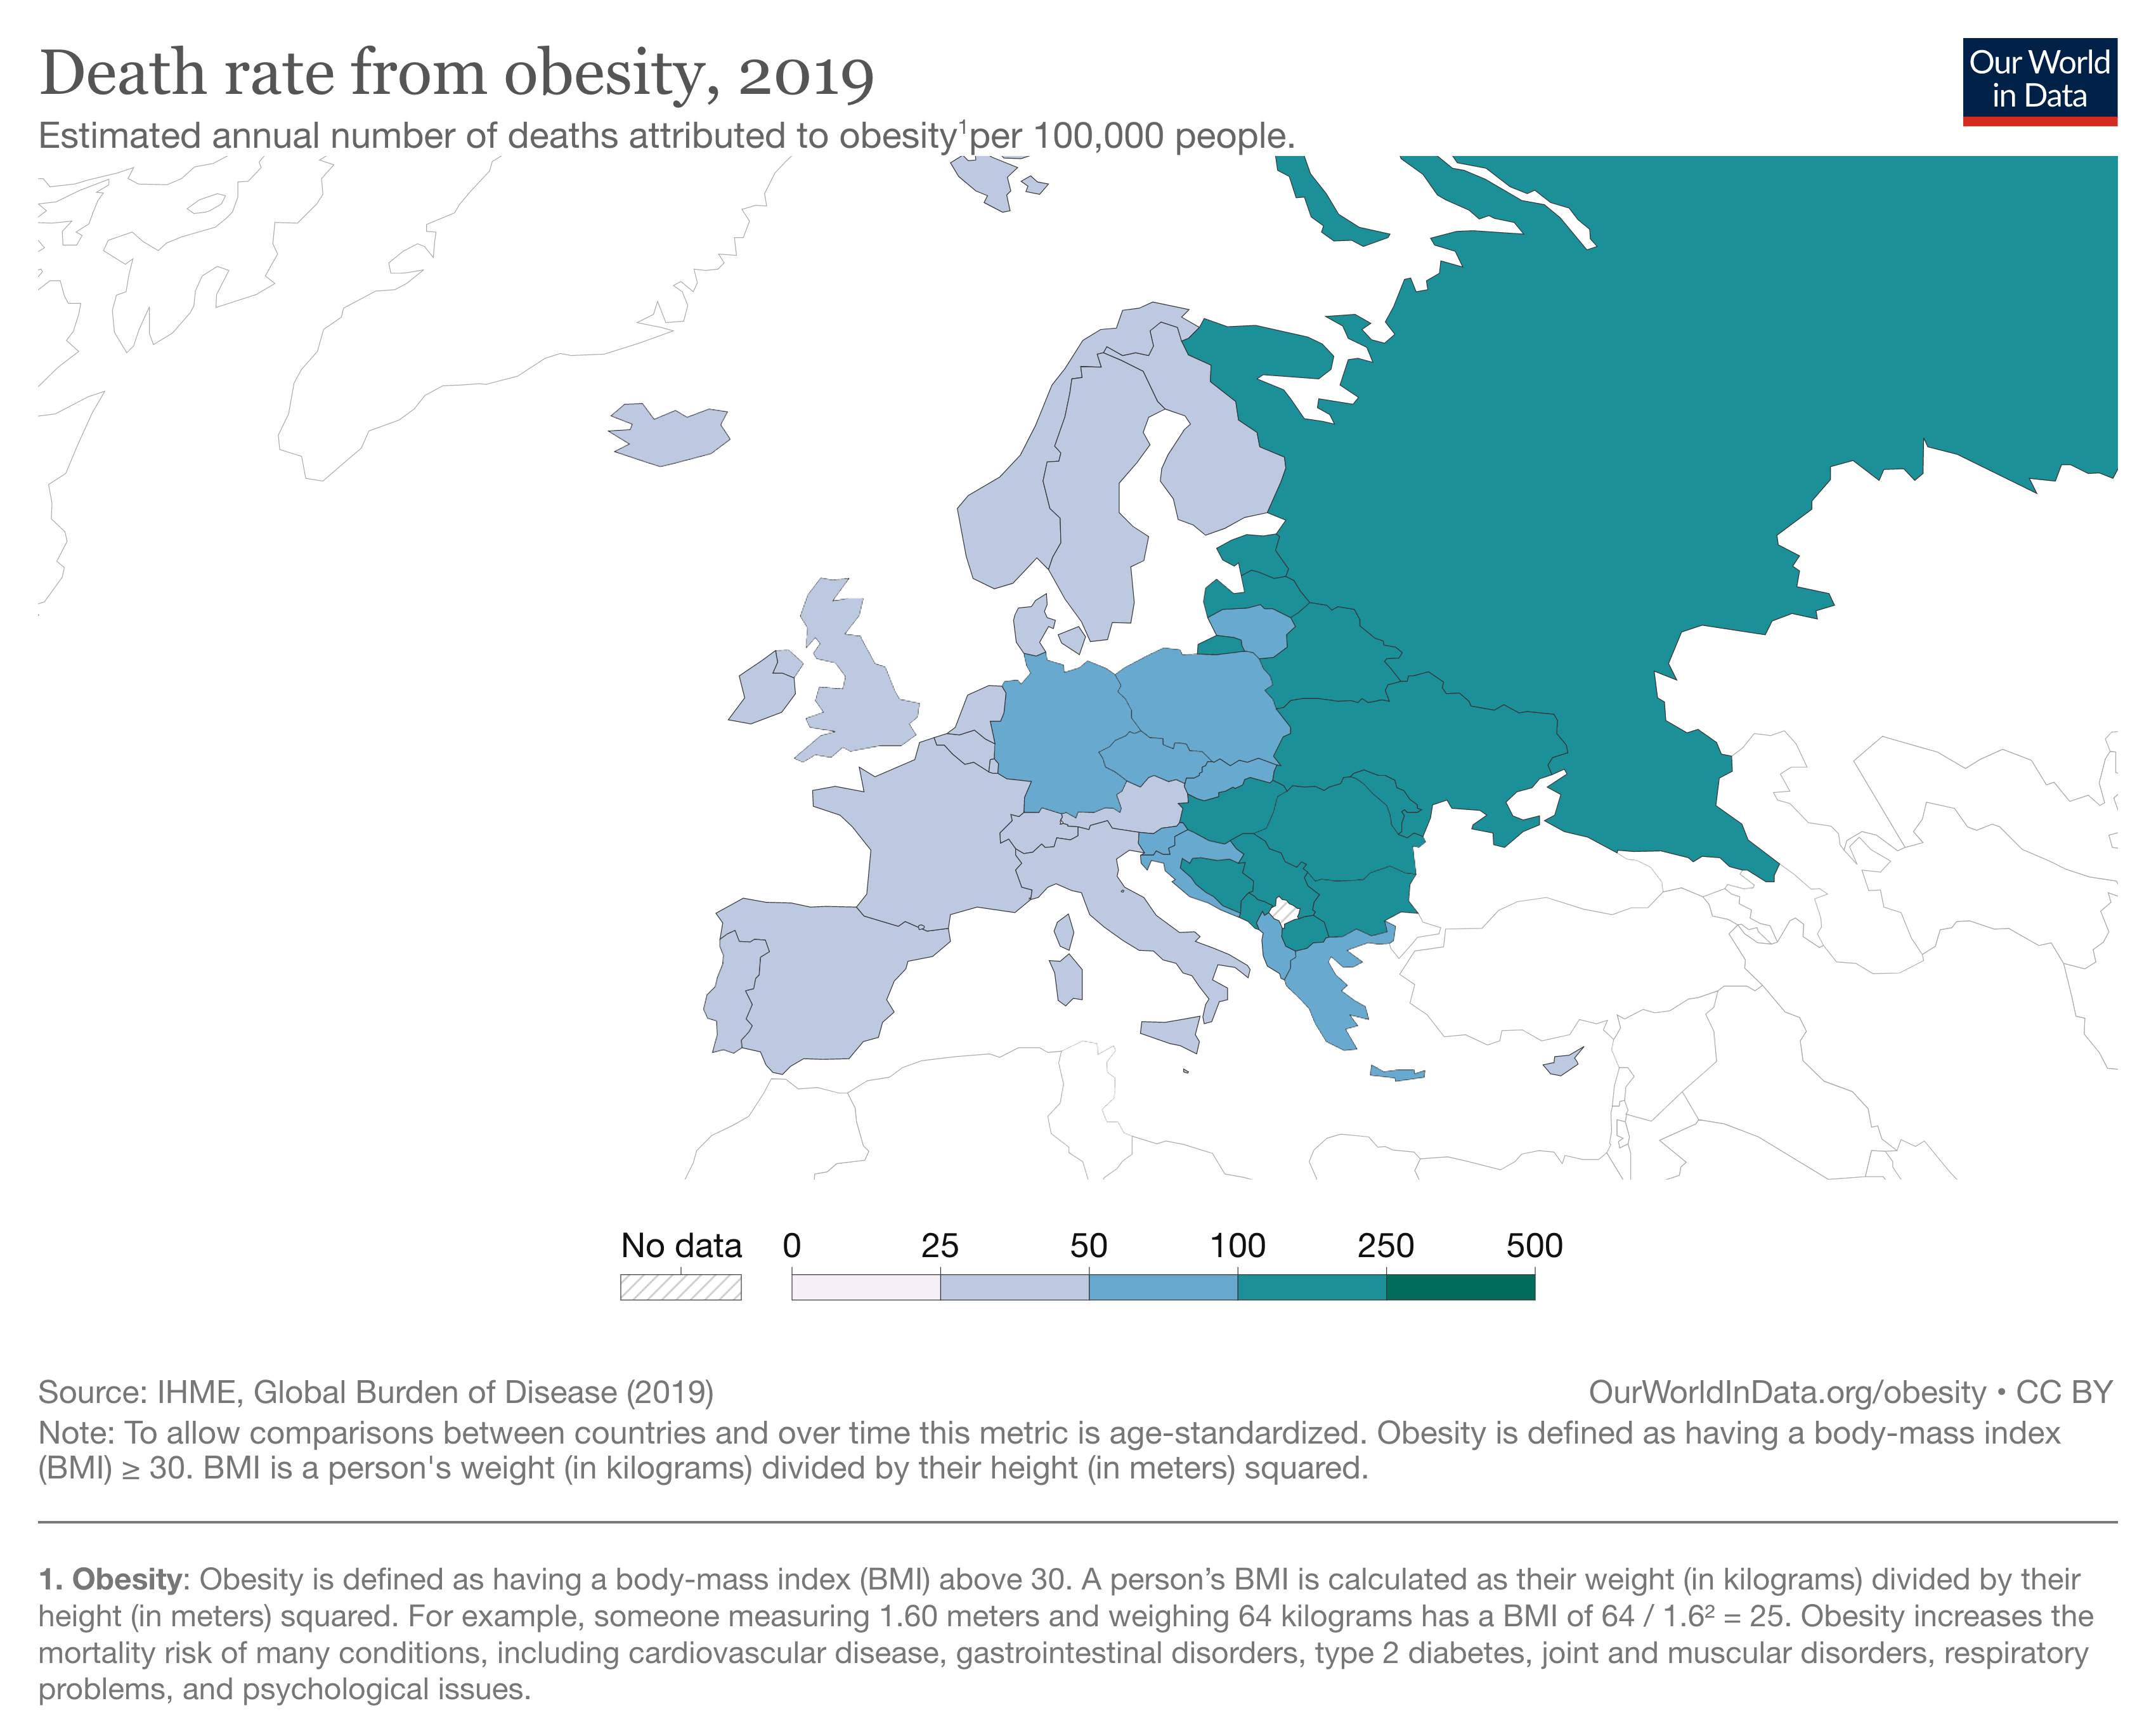 Death rate from obesity, 2019
Our World
in Data
Estimated annual number of deaths attributed to obesity¹per 100,000 people.
No data 0 25 50 100 250 500
Source: IHME, Global Burden of Disease (2019)
OurWorldInData.org/obesity • CC BY
Note: To allow comparisons between countries and over time this metric is age-standardized. Obesity is defined as having a body-mass index
(BMI) ≥ 30. BMI is a person's weight (in kilograms) divided by their height (in meters) squared.
1. Obesity: Obesity is defined as having a body-mass index (BMI) above 30. A person’s BMI is calculated as their weight (in kilograms) divided by their
height (in meters) squared. For example, someone measuring 1.60 meters and weighing 64 kilograms has a BMI of 64 / 1.6² = 25. Obesity increases the
mortality risk of many conditions, including cardiovascular disease, gastrointestinal disorders, type 2 diabetes, joint and muscular disorders, respiratory
problems, and psychological issues.